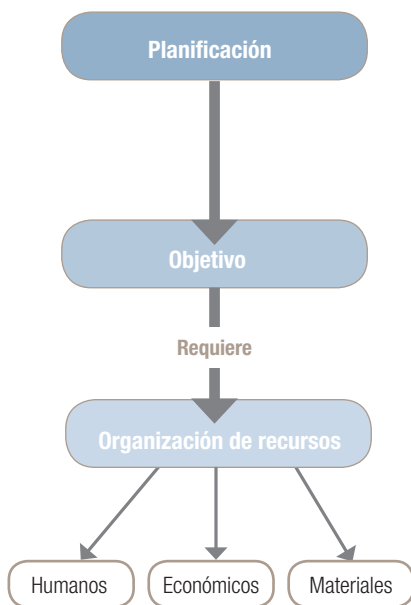 Planificación
Objetivo
Requiere
Organización de recursos
Humanos
Económicos
Materiales